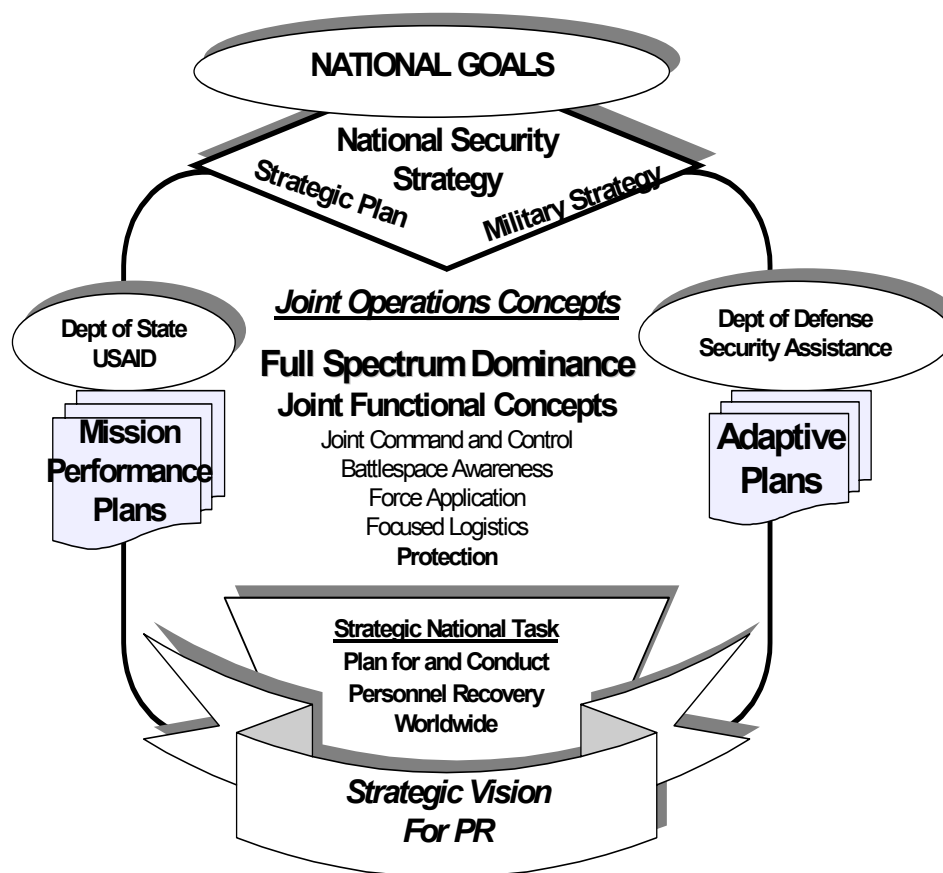 NATIONAL GOALS
National Security
Strategy
Strategic Plan
Military Strategy
Joint Operations Concepts
Dept of State
USAID
Dept of Defense
Security Assistance
Full Spectrum Dominance
Joint Functional Concepts
Joint Command and Control
Battlespace Awareness
Force Application
Focused Logistics
Protection
Mission
Performance
Plans
Adaptive
Plans
Strategic National Task
Plan for and Conduct
Personnel Recovery
Worldwide
Strategic Vision
For PR